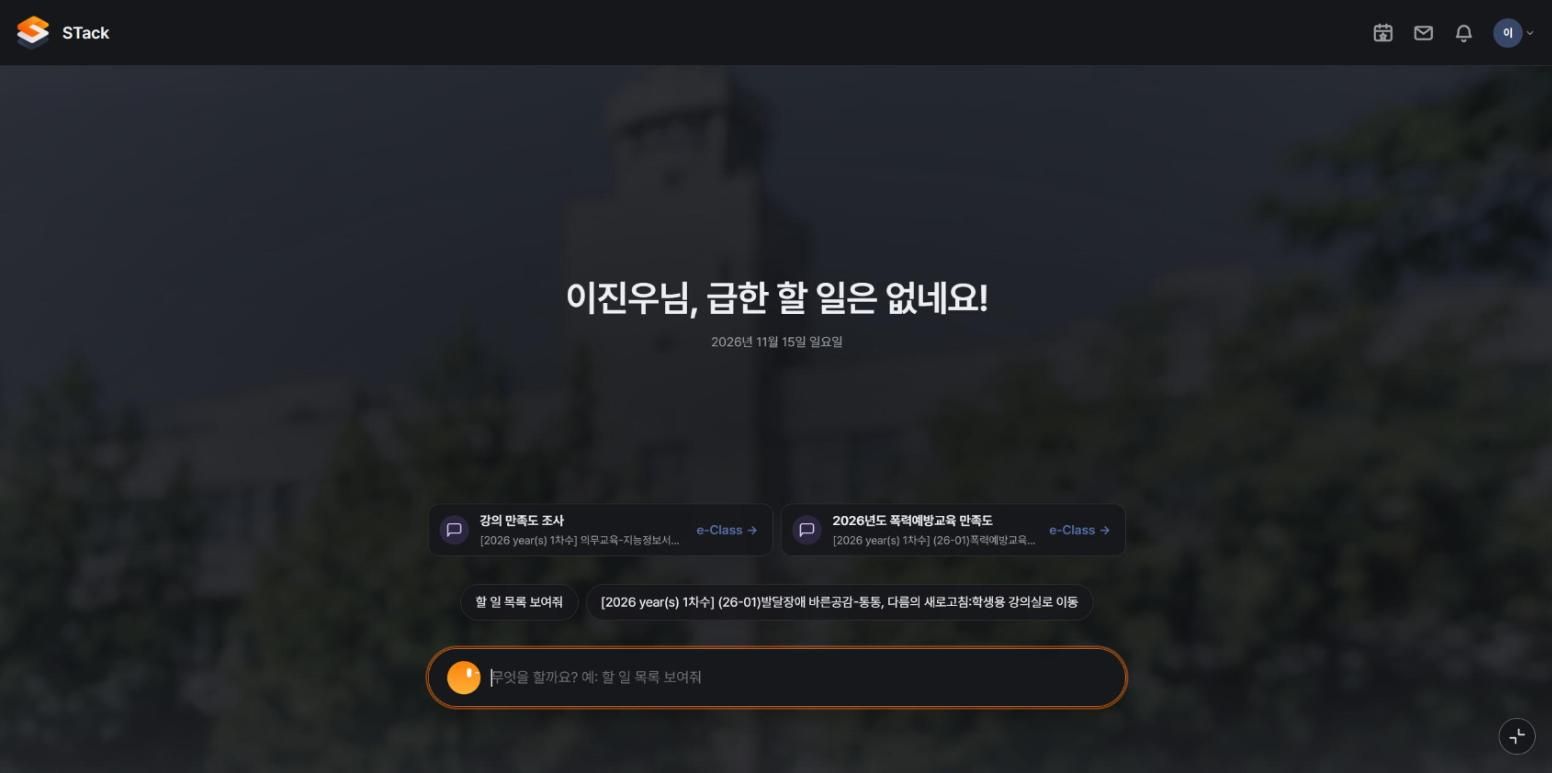 STack
이
이진우님, 급한 할 일은 없네요!
2026년 11월 15일 일요일
강의 만족도 조사
[2026 year(s) 1차수] 의무교육-지능정보서...
e-Class →
2026년도 폭력예방교육 만족도
[2026 year(s) 1차수] (26-01)폭력예방교육...
e-Class →
할 일 목록 보여줘
[2026 year(s) 1차수] (26-01)발달장애 바른공감-통통, 다름의 새로고침:학생용 강의실로 이동
무엇을 할까요? 예: 할 일 목록 보여줘